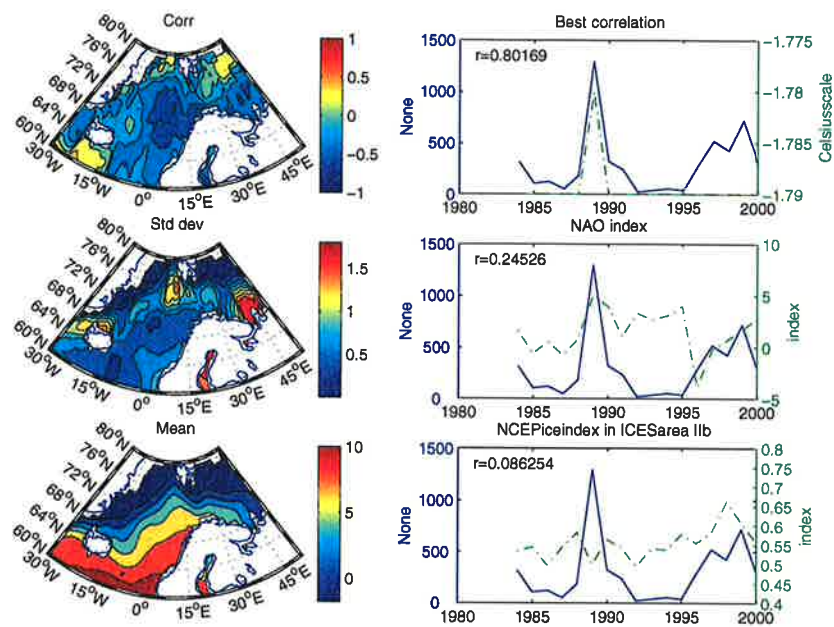 Corr
80°N
76°N
72°N
68°N
64°N
60°N
30°W
15°W
0°
15°E
30°E
45°E
1
0.5
0
−0.5
−1
Best correlation
r=0.80169
1500
1000
500
0
None
−1.775
−1.78
−1.785
−1.79
Celsiusscale
1980
1985
1990
1995
2000
Std dev
80°N
76°N
72°N
68°N
64°N
60°N
30°W
15°W
0°
15°E
30°E
45°E
1.5
1
0.5
NAO index
r=0.24526
1500
1000
500
0
None
10
5
0
−5
index
1980
1985
1990
1995
2000
Mean
80°N
76°N
72°N
68°N
64°N
60°N
30°W
15°W
0°
15°E
30°E
45°E
10
5
0
NCEPiceindex in ICESarea IIb
r=0.086254
1500
1000
500
0
None
0.8
0.75
0.7
0.65
0.6
0.55
0.5
0.45
0.4
index
1980
1985
1990
1995
2000